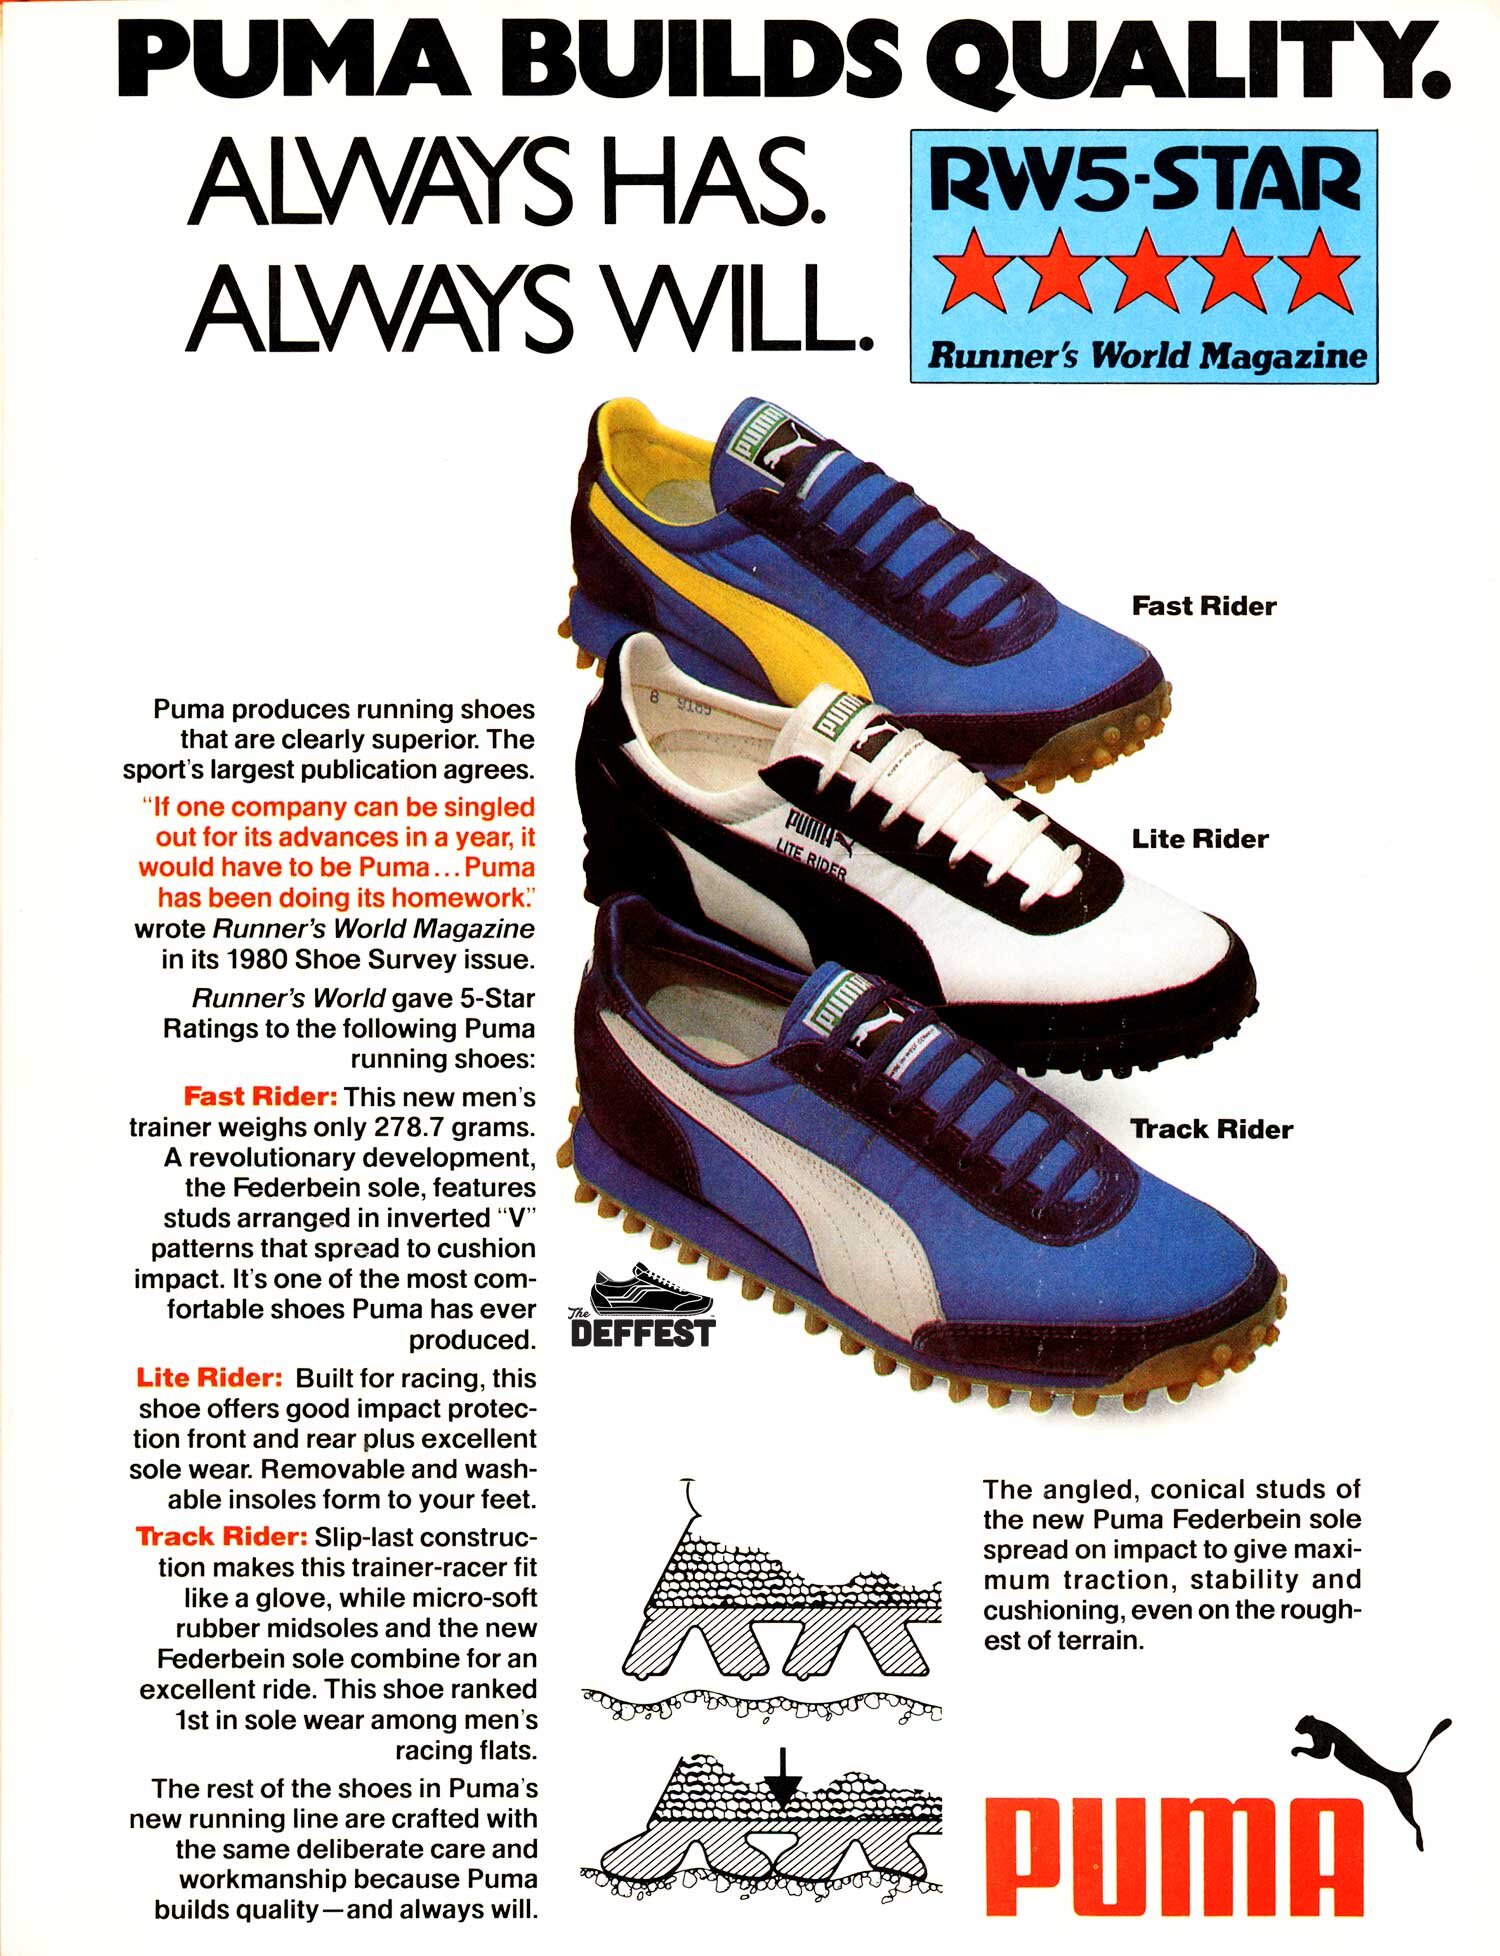 PUMA BUILDS QUALITY.
ALWAYS HAS.
ALWAYS WILL.
RW5-STAR
Runner's World Magazine
PUMA
Fast Rider
8 9185
PUMA
PUMA
LITE RIDER
Lite Rider
PUMA
MADE IN WEST GERMANY
Track Rider
Puma produces running shoes
that are clearly superior. The
sport's largest publication agrees.
"If one company can be singled
out for its advances in a year, it
would have to be Puma...Puma
has been doing its homework."
wrote Runner's World Magazine
in its 1980 Shoe Survey issue.
Runner's World gave 5-Star
Ratings to the following Puma
running shoes:
Fast Rider: This new men's
trainer weighs only 278.7 grams.
A revolutionary development,
the Federbein sole, features
studs arranged in inverted "V"
patterns that spread to cushion
impact. It's one of the most com-
fortable shoes Puma has ever
produced.
Lite Rider: Built for racing, this
shoe offers good impact protec-
tion front and rear plus excellent
sole wear. Removable and wash-
able insoles form to your feet.
Track Rider: Slip-last construc-
tion makes this trainer-racer fit
like a glove, while micro-soft
rubber midsoles and the new
Federbein sole combine for an
excellent ride. This shoe ranked
1st in sole wear among men's
racing flats.
The rest of the shoes in Puma's
new running line are crafted with
the same deliberate care and
workmanship because Puma
builds quality—and always will.
The
DEFFEST
The angled, conical studs of
the new Puma Federbein sole
spread on impact to give maxi-
mum traction, stability and
cushioning, even on the rough-
est of terrain.
PUMA